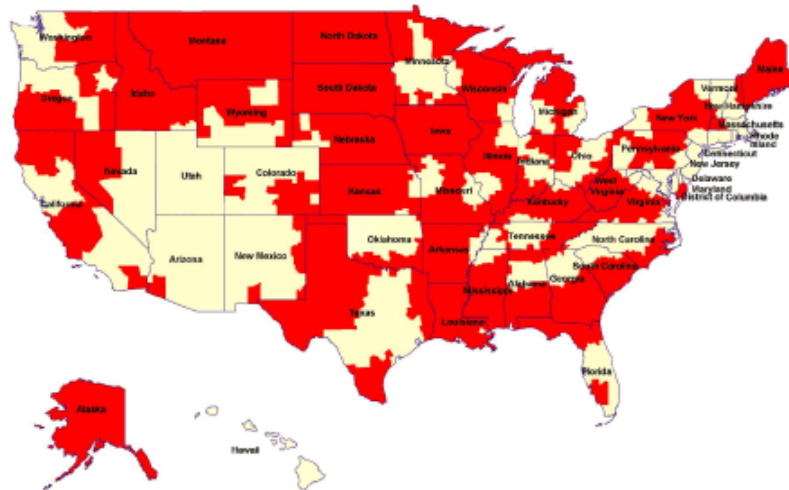 Washington
Montana
North Dakota
Minnesota
Maine
Oregon
Idaho
South Dakota
Wisconsin
Vermont
New Hampshire
Wyoming
Michigan
New York
Massachusetts
Rhode
Island
Nebraska
Iowa
Connecticut
Nevada
Utah
Colorado
Illinois
Indiana
Ohio
Pennsylvania
New Jersey
California
Kansas
Missouri
Kentucky
West
Virginia
Virginia
Delaware
Maryland
District of Columbia
Arizona
New Mexico
Oklahoma
Arkansas
Tennessee
North Carolina
South Carolina
Texas
Louisiana
Mississippi
Alabama
Georgia
Florida
Alaska
Hawaii